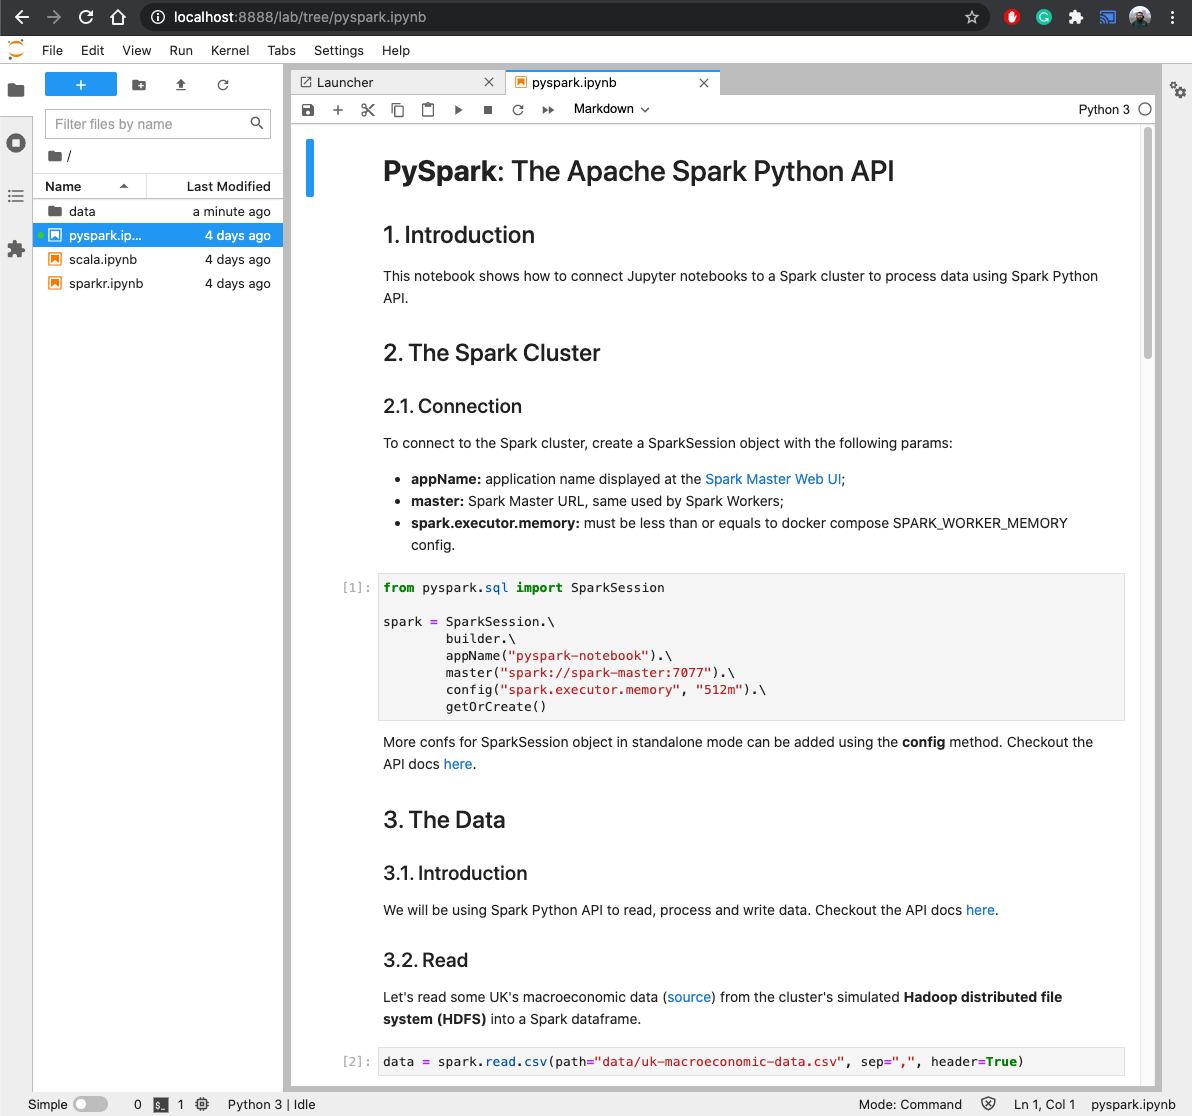 localhost:8888/lab/tree/pyspark.ipynb
File Edit View Run Kernel Tabs Settings Help
Launcher
pyspark.ipynb
Filter files by name
Markdown
Python 3
/
Name Last Modified
data a minute ago
pyspark.ip... 4 days ago
scala.ipynb 4 days ago
sparkr.ipynb 4 days ago
PySpark: The Apache Spark Python API
1. Introduction
This notebook shows how to connect Jupyter notebooks to a Spark cluster to process data using Spark Python
API.
2. The Spark Cluster
2.1. Connection
To connect to the Spark cluster, create a SparkSession object with the following params:
• appName: application name displayed at the Spark Master Web UI;
• master: Spark Master URL, same used by Spark Workers;
• spark.executor.memory: must be less than or equals to docker compose SPARK_WORKER_MEMORY
config.
[1]: from pyspark.sql import SparkSession
spark = SparkSession.\
builder.\
appName("pyspark-notebook").\
master("spark://spark-master:7077").\
config("spark.executor.memory", "512m").\
getOrCreate()
More confs for SparkSession object in standalone mode can be added using the config method. Checkout the
API docs here.
3. The Data
3.1. Introduction
We will be using Spark Python API to read, process and write data. Checkout the API docs here.
3.2. Read
Let's read some UK's macroeconomic data (source) from the cluster's simulated Hadoop distributed file
system (HDFS) into a Spark dataframe.
[2]: data = spark.read.csv(path="data/uk-macroeconomic-data.csv", sep=",", header=True)
Simple 0 $_ 1 Python 3 | Idle Mode: Command Ln 1, Col 1 pyspark.ipynb